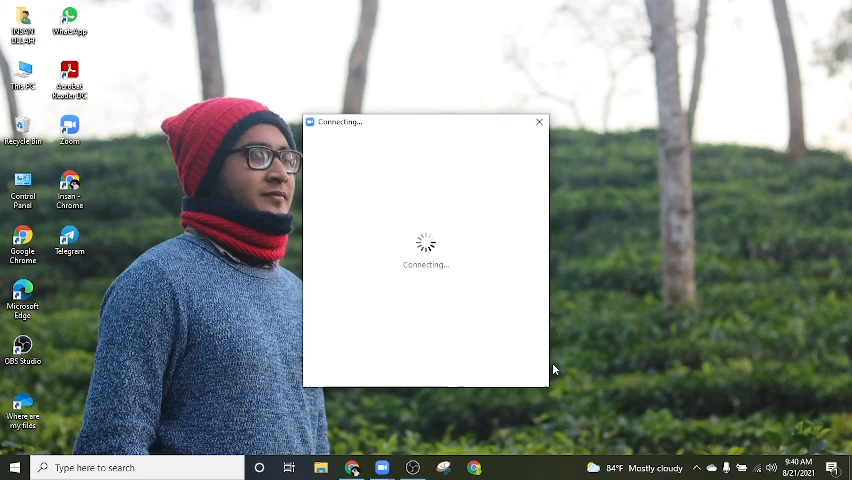 INSAN
ULLAH
WhatsApp
This PC
Acrobat
Reader DC
Recycle Bin
Zoom
Control
Panel
Insan -
Chrome
Google
Chrome
Telegram
Microsoft
Edge
OBS Studio
Where are
my files
Connecting...
Connecting...
Type here to search
84°F Mostly cloudy
9:40 AM
8/21/2021